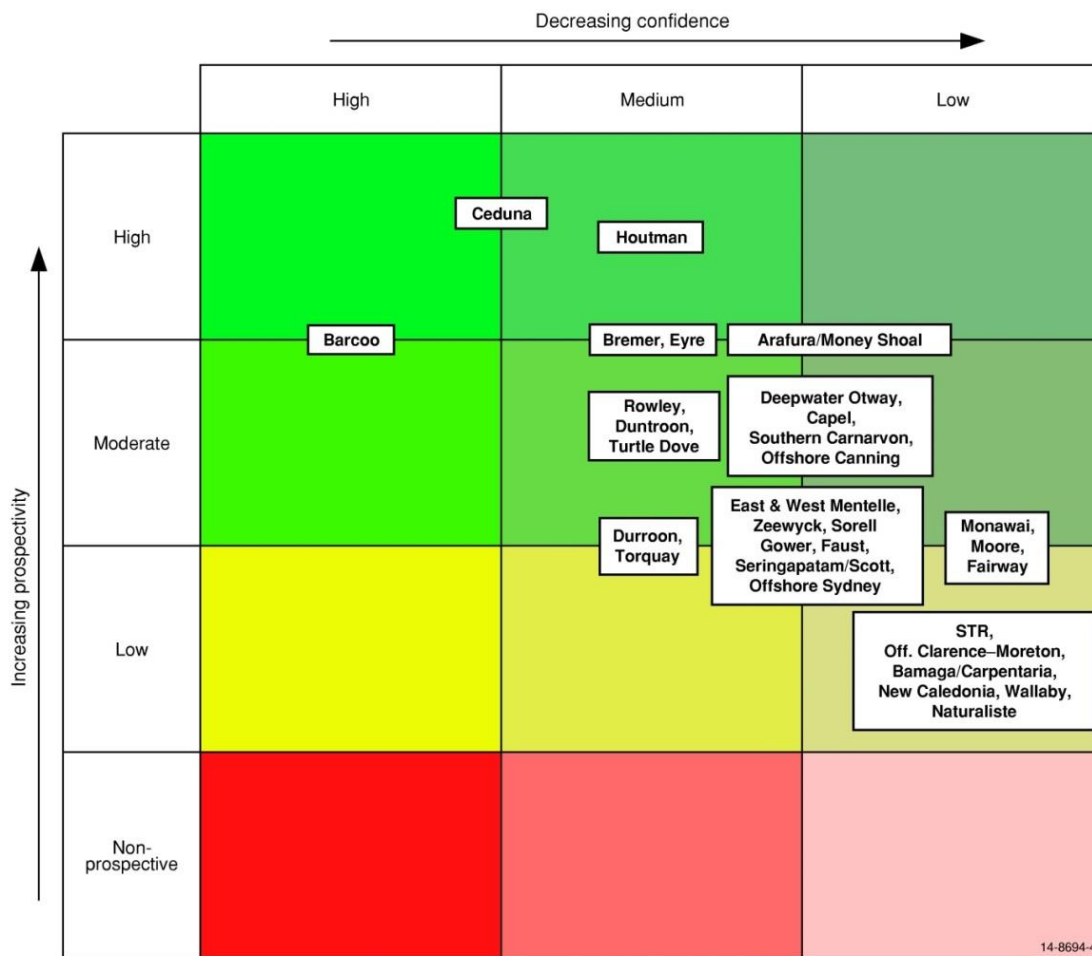 Decreasing confidence
High
Medium
Low
Increasing prospectivity
High
Ceduna
Houtman
Barcoo
Bremer, Eyre
Arafura/Money Shoal
Moderate
Rowley,
Duntroon,
Turtle Dove
Deepwater Otway,
Capel,
Southern Carnarvon,
Offshore Canning
Durroon,
Torquay
East & West Mentelle,
Zeewyck, Sorell
Gower, Faust,
Seringapatam/Scott,
Offshore Sydney
Monawai,
Moore,
Fairway
Low
STR,
Off. Clarence–Moreton,
Bamaga/Carpentaria,
New Caledonia, Wallaby,
Naturaliste
Non-
prospective
14-8694-4